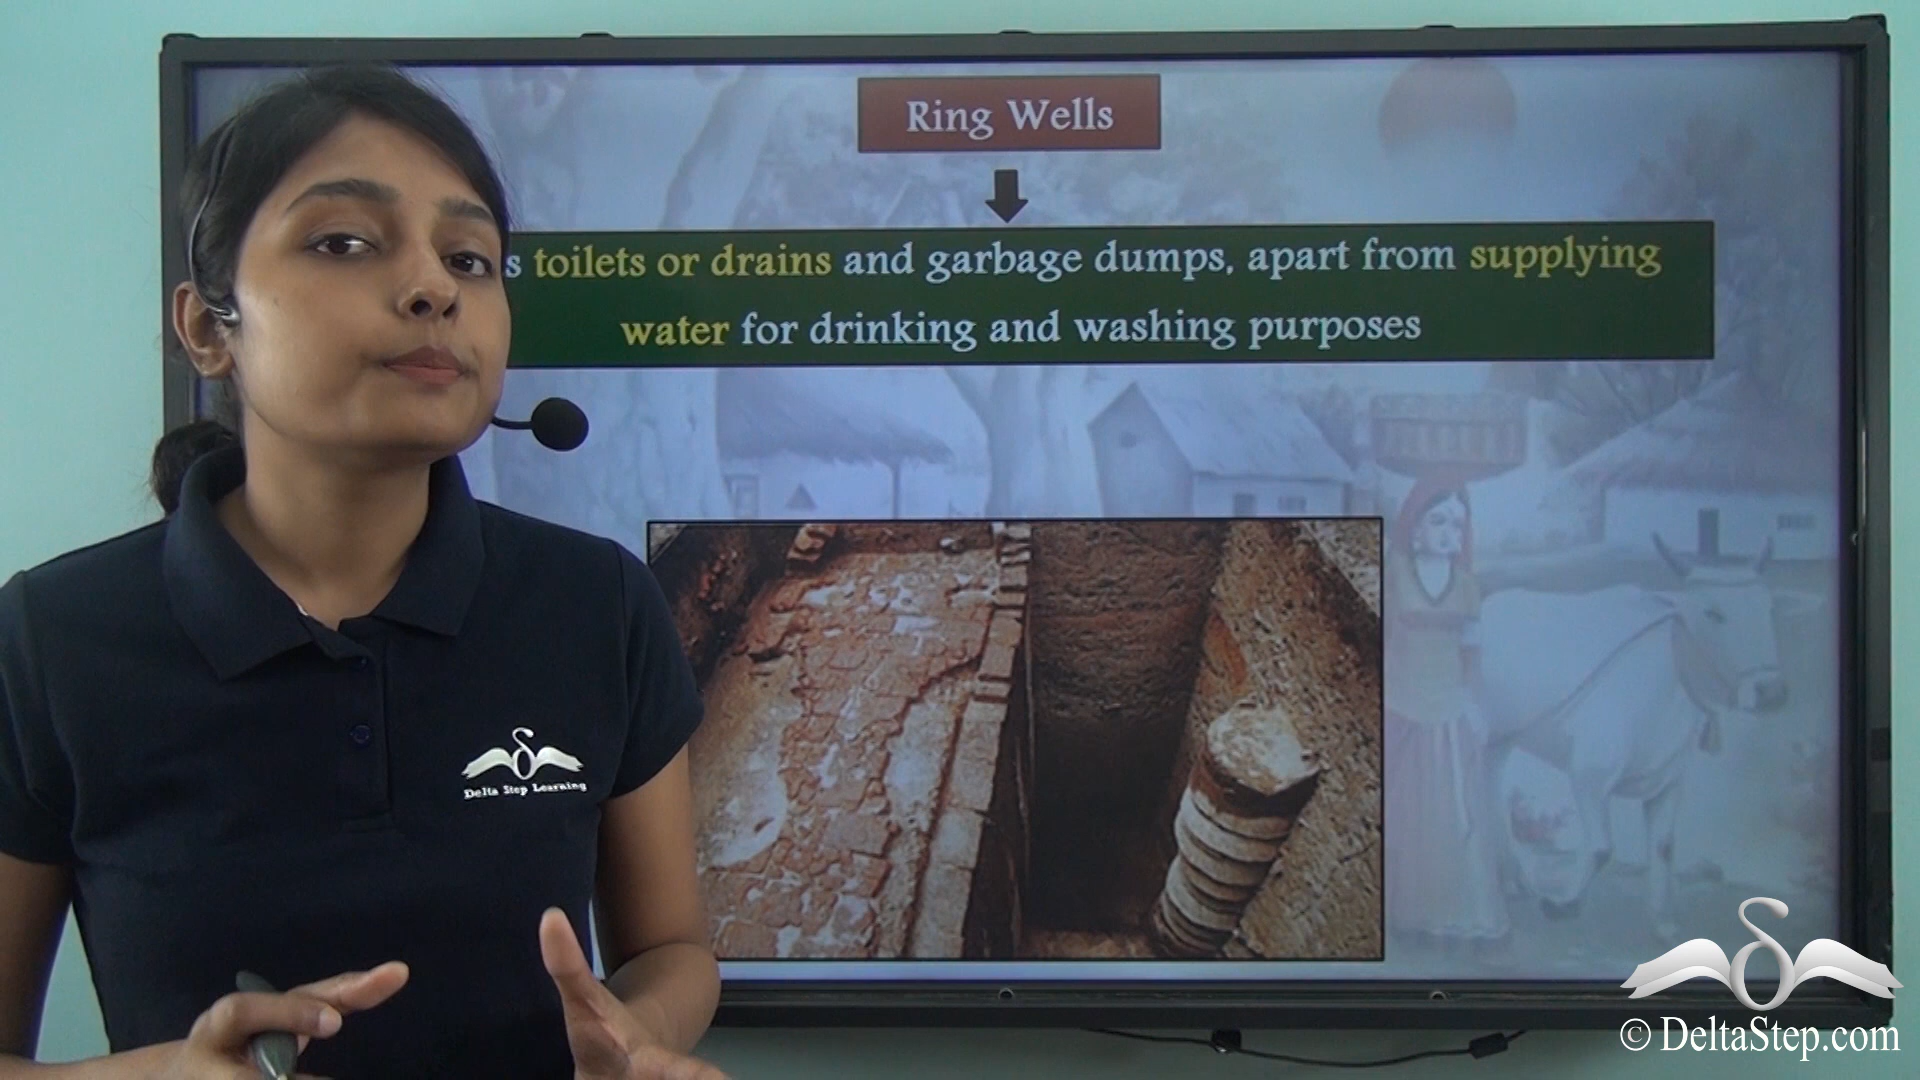 Ring Wells
toilets or drains and garbage dumps, apart from supplying
water for drinking and washing purposes
Delta Step Learning
© DeltaStep.com